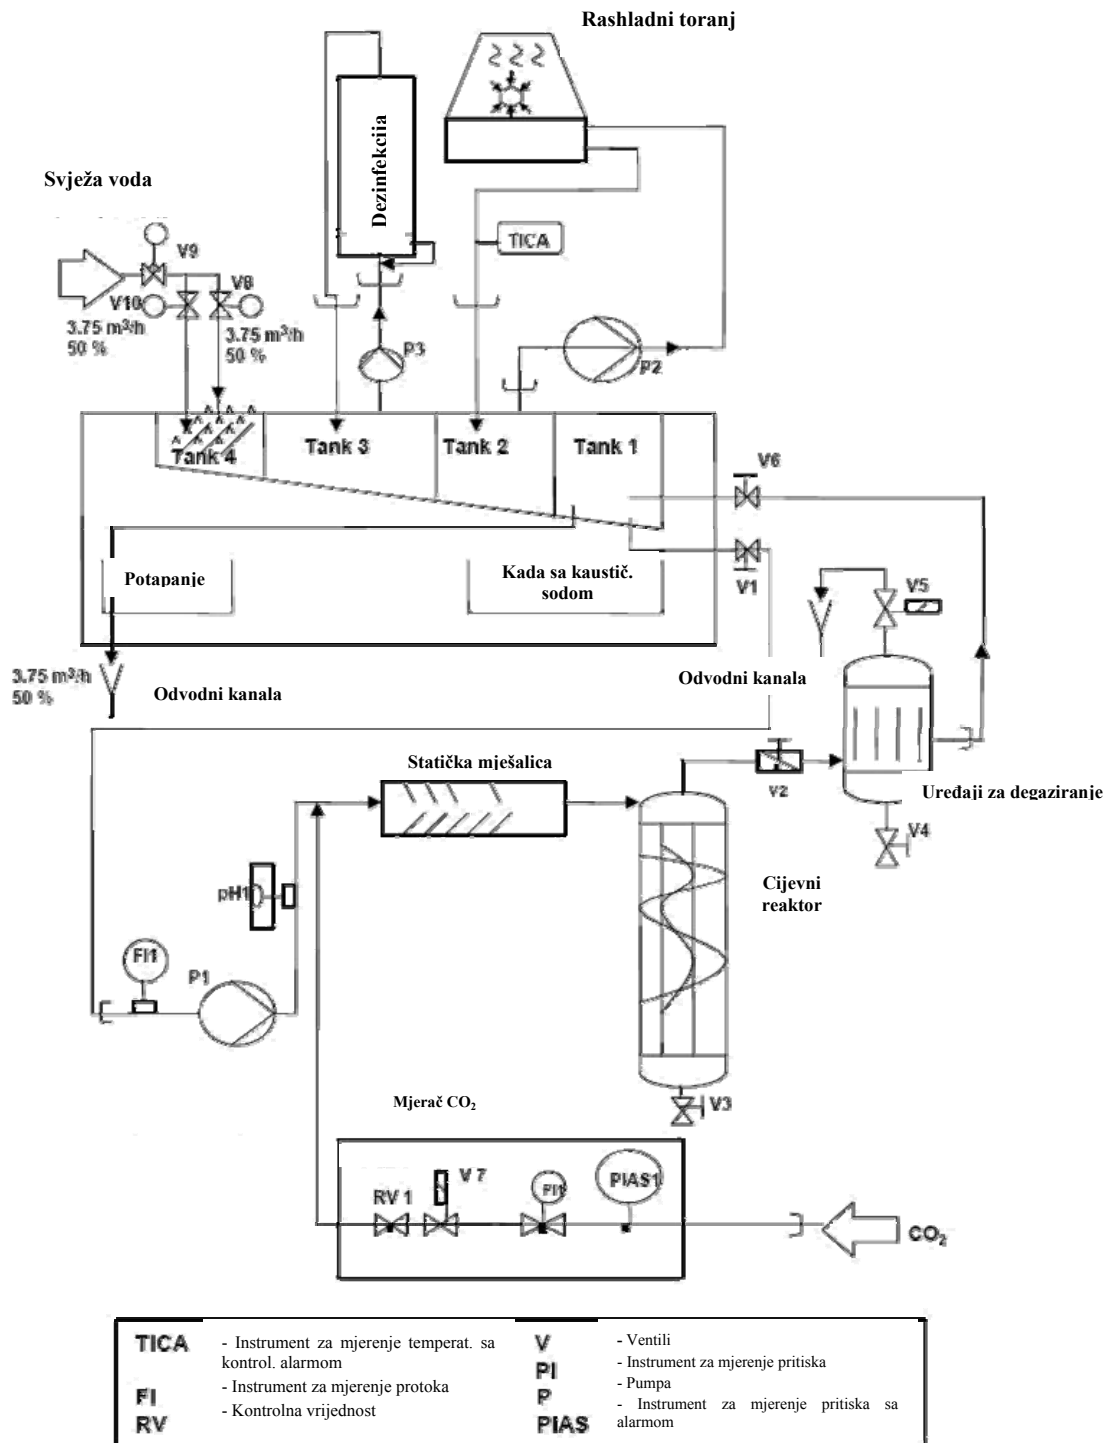 Rashladni toranj
Dezinfekciia
Svježa voda
TICA
V9
V8
V10
3.75 m³/h
50 %
3.75 m³/h
50 %
P3
P2
Tank 4
Tank 3
Tank 2
Tank 1
V6
V1
Potapanje
Kada sa kaustič.
sodom
V5
3.75 m³/h
50 %
Odvodni kanala
Odvodni kanala
Statička mješalica
V2
Uređaji za degaziranje
V4
pH1
Cijevni
reaktor
FI1
P1
V3
Mjerač CO₂
RV 1
V 7
FI1
PIAS1
CO₂
TICA - Instrument za mjerenje temperat. sa
kontrol. alarmom
FI - Instrument za mjerenje protoka
RV - Kontrolna vrijednost
V - Ventili
PI - Instrument za mjerenje pritiska
P - Pumpa
PIAS - Instrument za mjerenje pritiska sa
alarmom